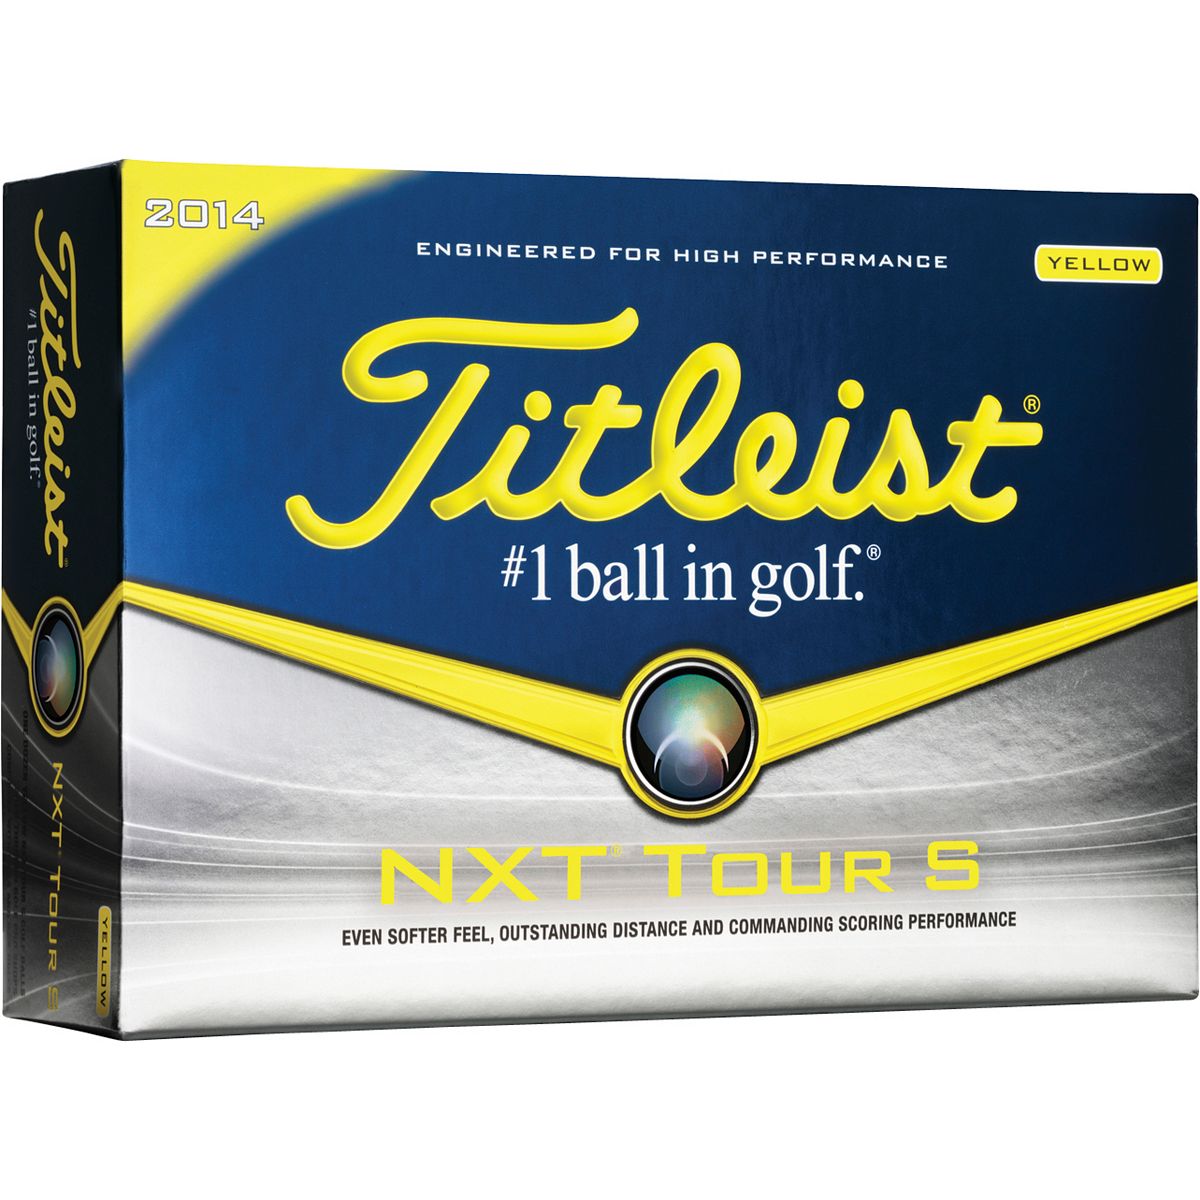 2014
ENGINEERED FOR HIGH PERFORMANCE
YELLOW
Titleist®
#1 ball in golf.®
NXT® TOUR S
EVEN SOFTER FEEL, OUTSTANDING DISTANCE AND COMMANDING SCORING PERFORMANCE
Titleist®
#1 ball in golf.®
NXT® TOUR S
YELLOW